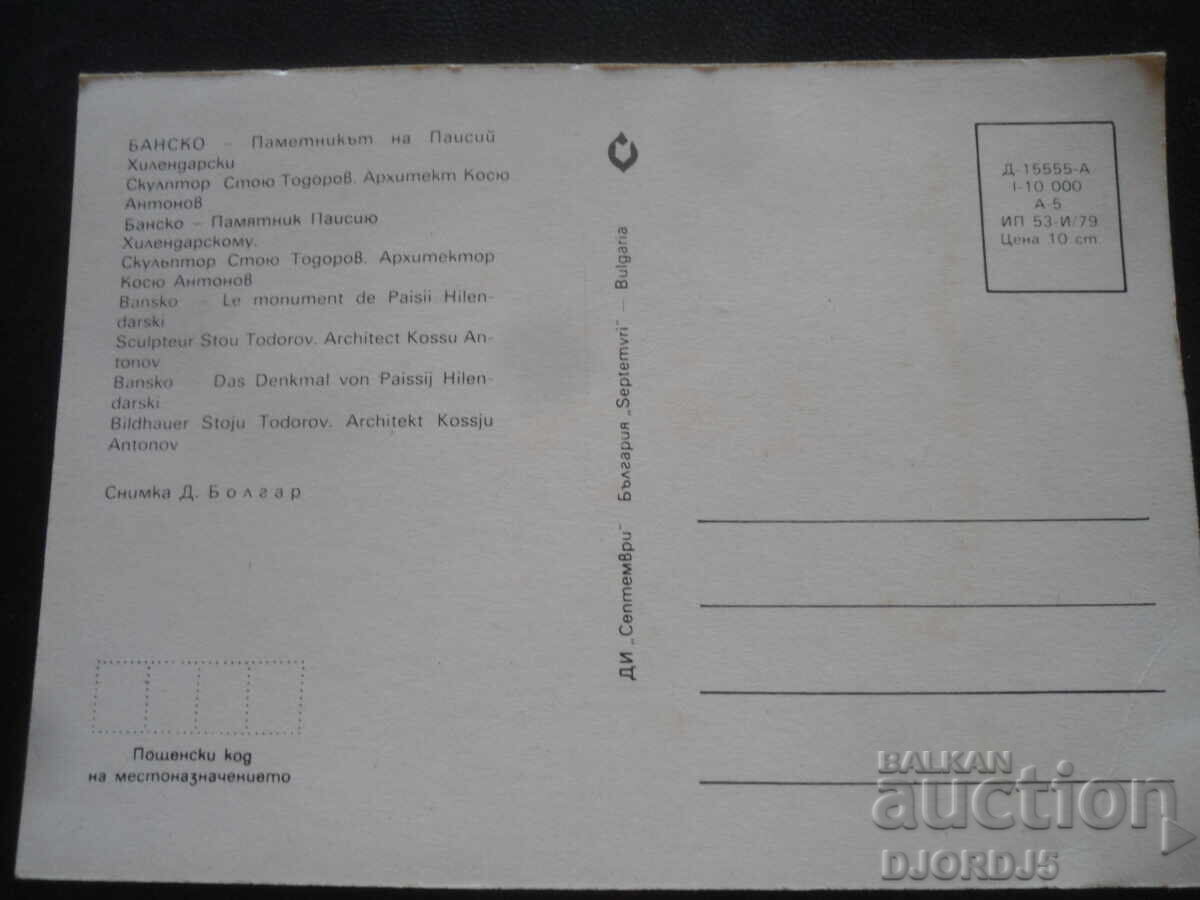 БАНСКО – Паметникът на Паисий
Хилендарски
Скулптор Стою Тодоров. Архитект Косю
Антонов
Банско – Памятник Паисию
Хилендарскому.
Скульптор Стою Тодоров. Архитектор
Косю Антонов
Bansko – Le monument de Paisii Hilen-
darski
Sculpteur Stou Todorov. Architect Kossu An-
tonov
Bansko Das Denkmal von Paissij Hilen-
darski
Bildhauer Stoju Todorov. Architekt Kossju
Antonov
Снимка Д. Болгар
Пощенски код
на местоназначението
ДИ „Септември" България „Septemvri" – Bulgaria
Д-15555-А
I-10 000
А-5
ИП 53-И/79
Цена 10 ст.
BALKAN
auction
DJORDJ5